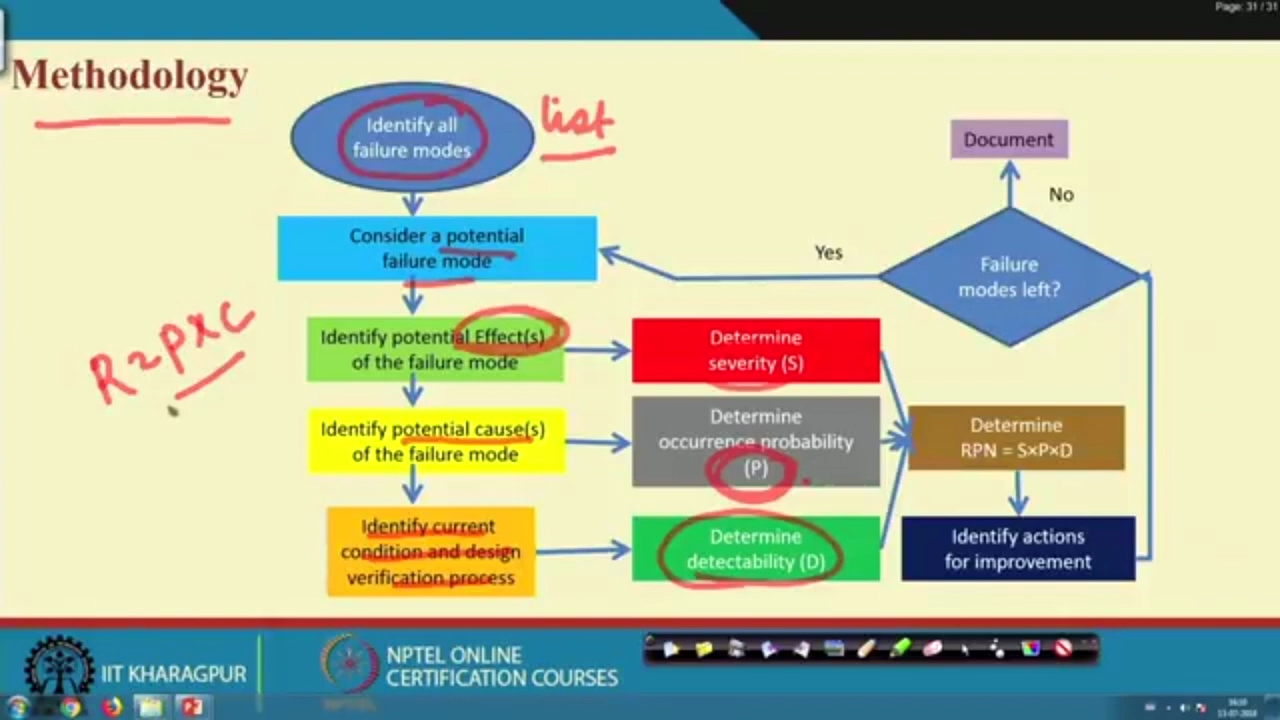 Page: 31 / 31
Methodology
Identify all
failure modes
list
Consider a potential
failure mode
Identify potential Effect(s)
of the failure mode
Identify potential cause(s)
of the failure mode
Identify current
condition and design
verification process
R = P x C
Determine
severity (S)
Determine
occurrence probability
(P)
Determine
detectability (D)
Determine
RPN = S×P×D
Identify actions
for improvement
Failure
modes left?
Yes
No
Document
IIT KHARAGPUR
NPTEL ONLINE
CERTIFICATION COURSES